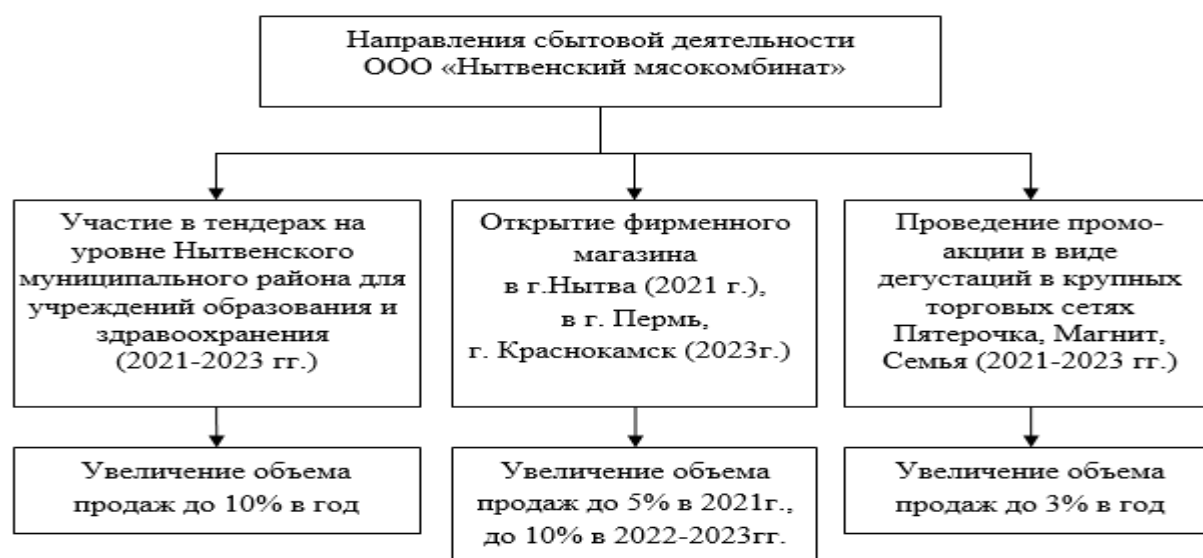 Направления сбытовой деятельности
ООО «Нытвенский мясокомбинат»
Участие в тендерах на
уровне Нытвенского
муниципального района для
учреждений образования и
здравоохранения
(2021-2023 гг.)
Открытие фирменного
магазина
в г.Нытва (2021 г.),
в г. Пермь,
г. Краснокамск (2023г.)
Проведение промо-
акции в виде
дегустаций в крупных
торговых сетях
Пятерочка, Магнит,
Семья (2021-2023 гг.)
Увеличение объема
продаж до 10% в год
Увеличение объема
продаж до 5% в 2021г.,
до 10% в 2022-2023гг.
Увеличение объема
продаж до 3% в год